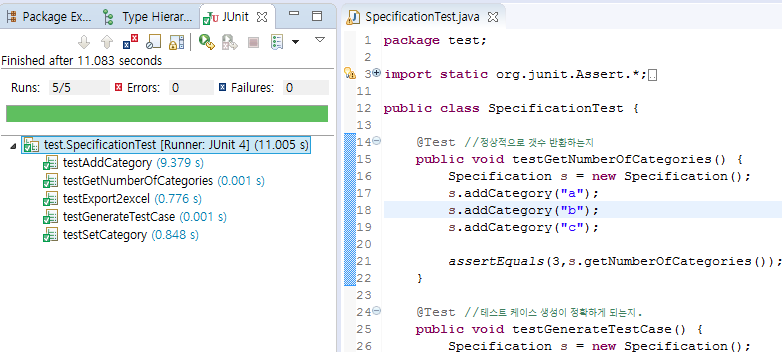 Package Ex...
Type Hierar...
JUnit
Finished after 11.083 seconds
Runs: 5/5
Errors: 0
Failures: 0
test.SpecificationTest [Runner: JUnit 4] (11.005 s)
testAddCategory (9.379 s)
testGetNumberOfCategories (0.001 s)
testExport2excel (0.776 s)
testGenerateTestCase (0.001 s)
testSetCategory (0.848 s)
SpecificationTest.java
1 package test;
2
3 import static org.junit.Assert.*;
11
12 public class SpecificationTest {
13
14 @Test //정상적으로 갯수 반환하는지
15 public void testGetNumberOfCategories() {
16 Specification s = new Specification();
17 s.addCategory("a");
18 s.addCategory("b");
19 s.addCategory("c");
20
21 assertEquals(3,s.getNumberOfCategories());
22 }
23
24 @Test //테스트 케이스 생성이 정확하게 되는지.
25 public void testGenerateTestCase() {
26 Specification s = new Specification();